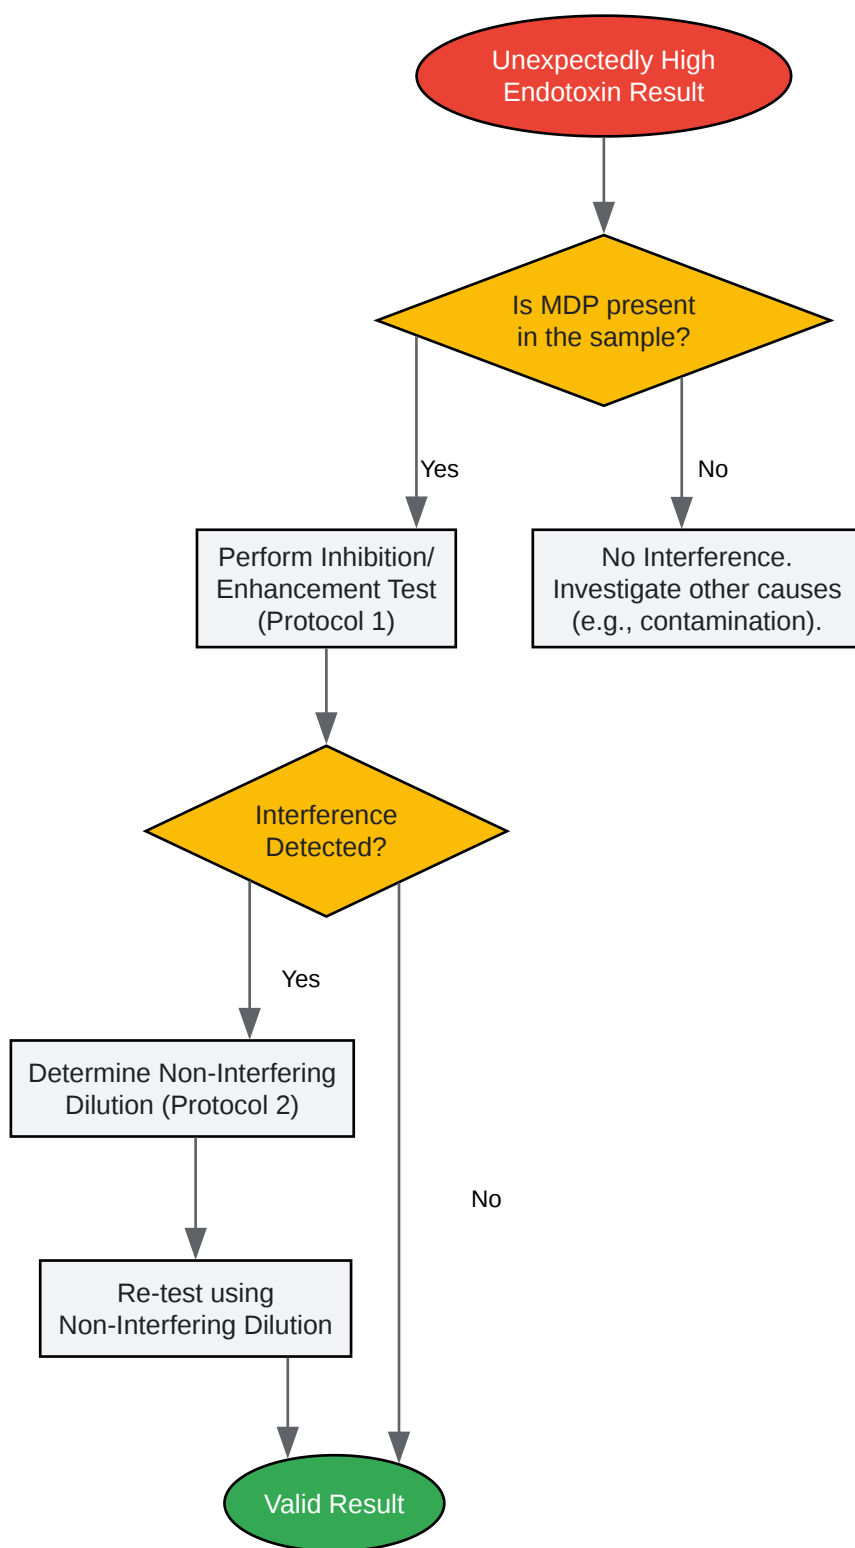 Unexpectedly High
Endotoxin Result
Is MDP present
in the sample?
Yes
No
Perform Inhibition/
Enhancement Test
(Protocol 1)
No Interference.
Investigate other causes
(e.g., contamination).
Interference
Detected?
Yes
Determine Non-Interfering
Dilution (Protocol 2)
No
Re-test using
Non-Interfering Dilution
Valid Result